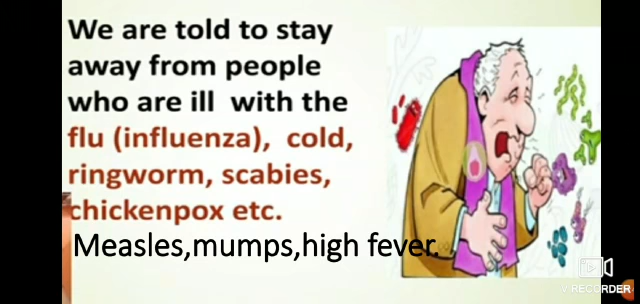 We are told to stay
away from people
who are ill with the
flu (influenza), cold,
ringworm, scabies,
chickenpox etc.
Measles,mumps,high fever.
V RECORDER